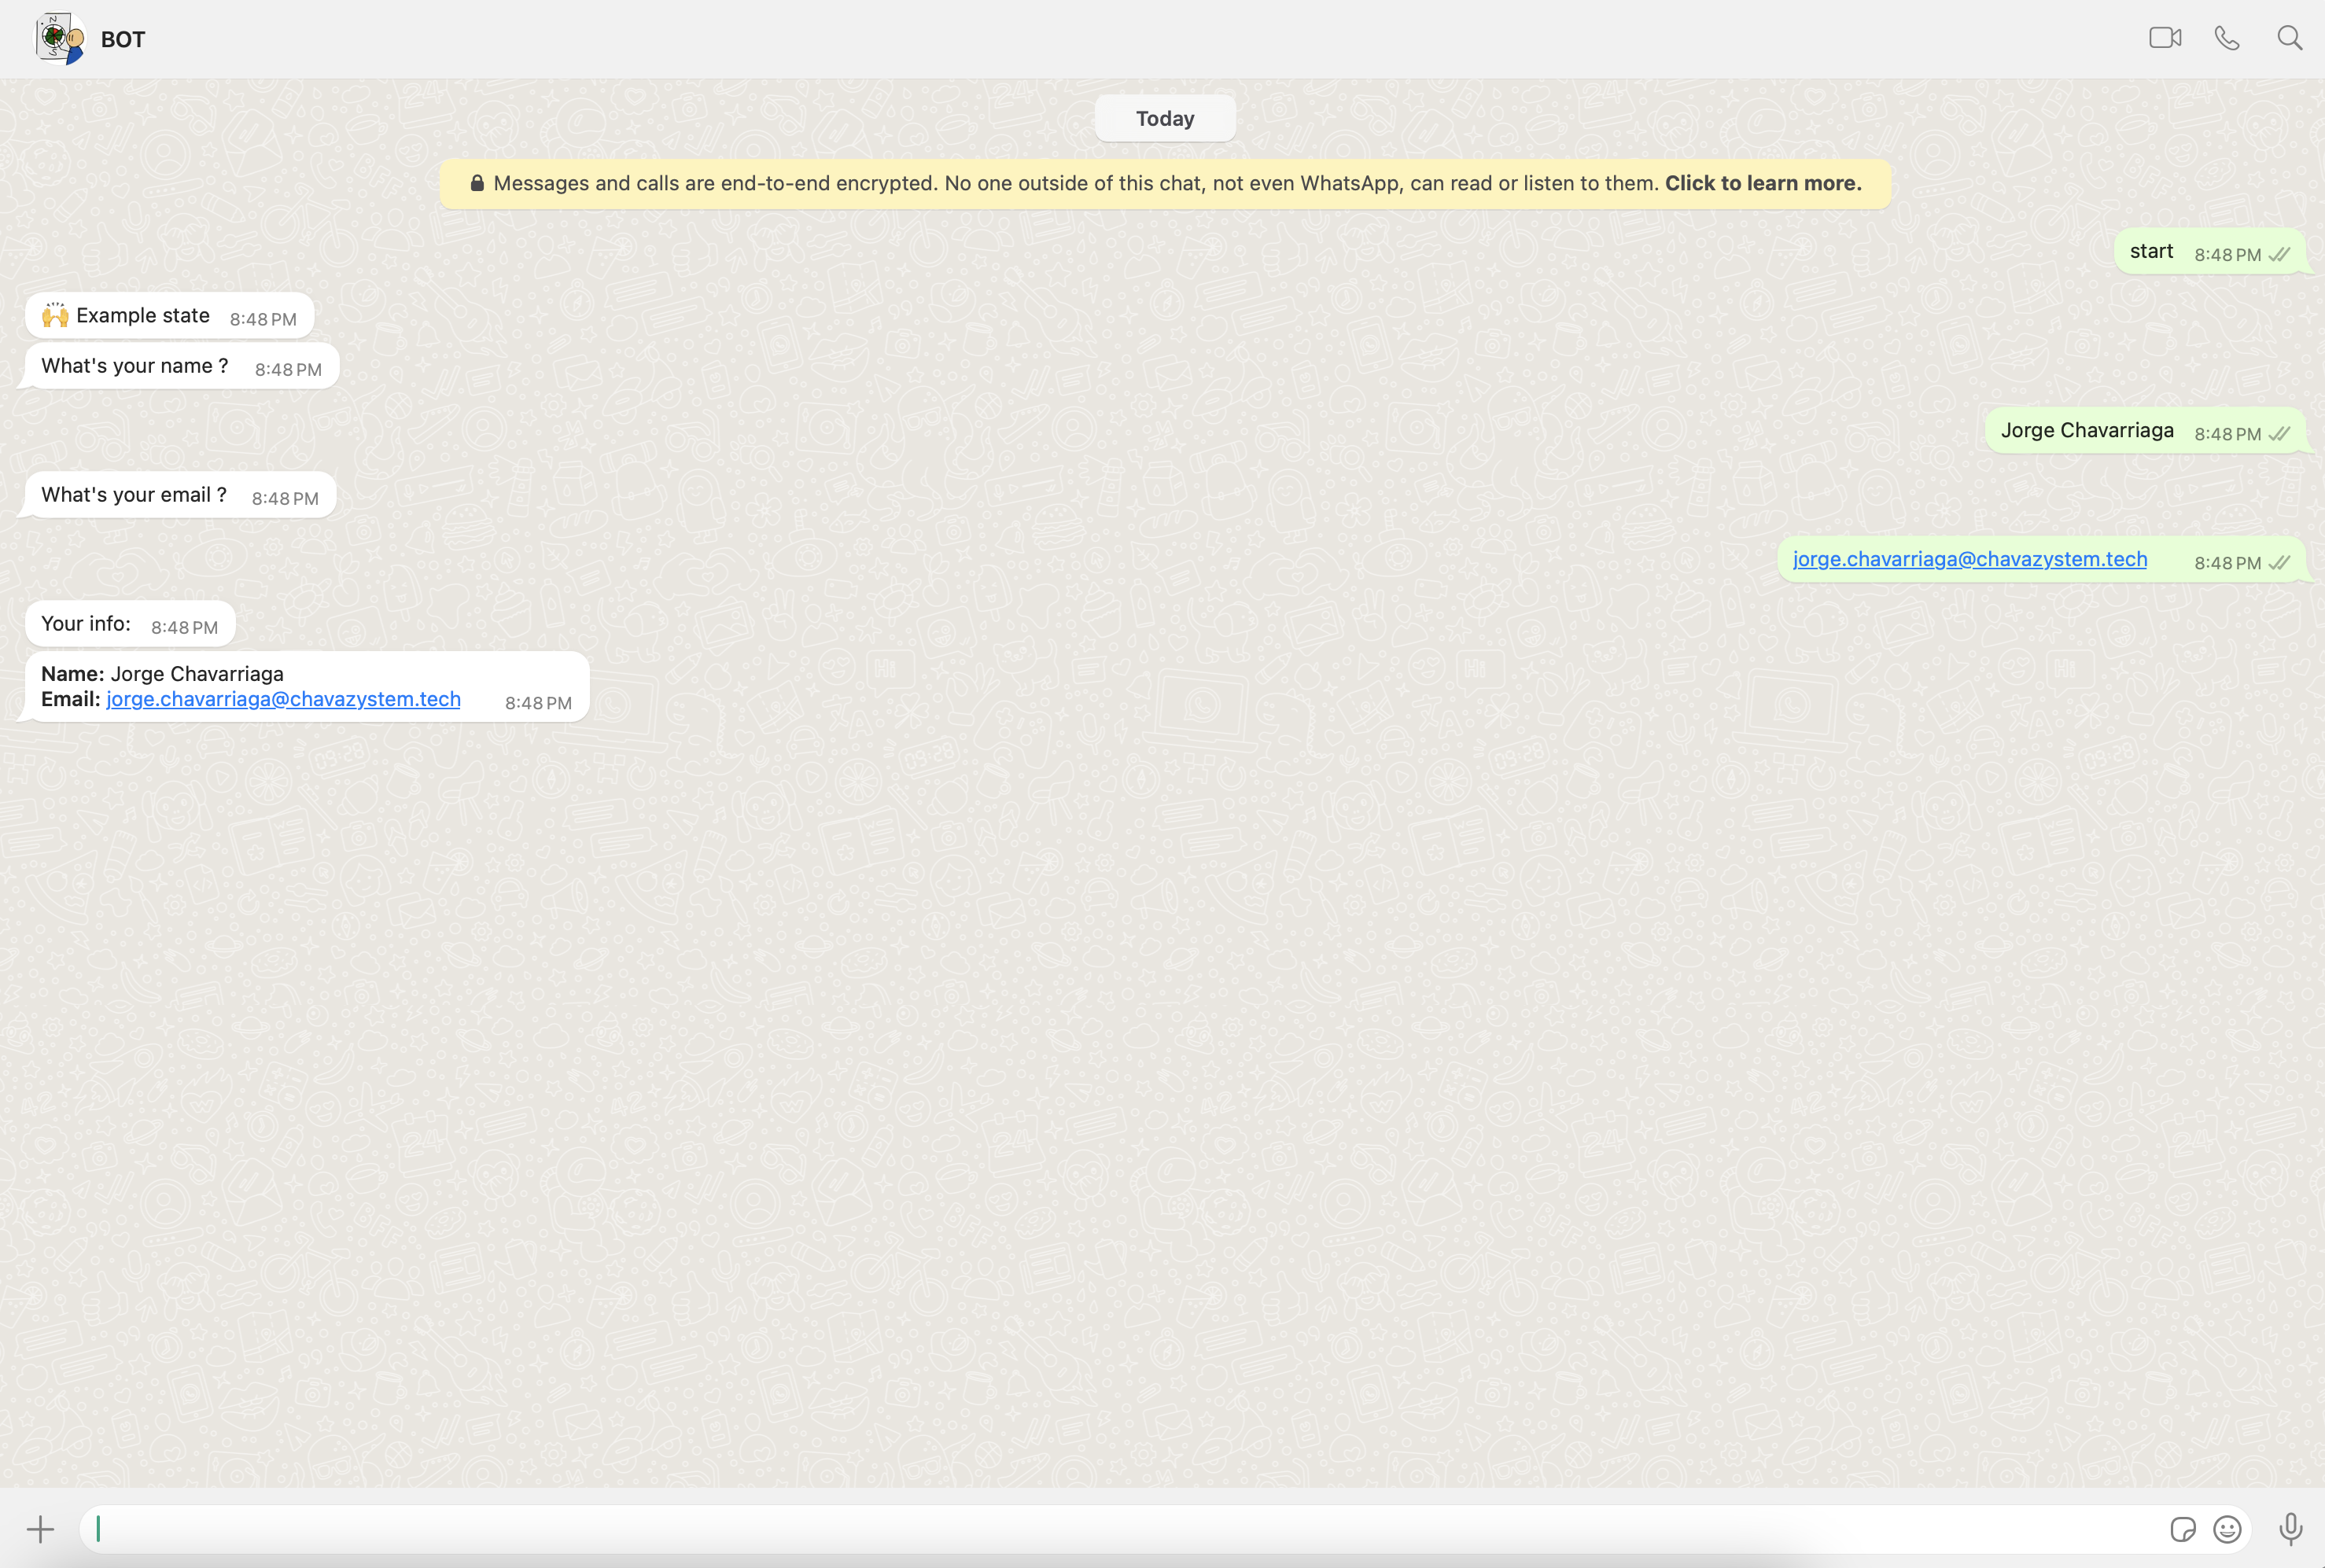 BOT
Today
Messages and calls are end-to-end encrypted. No one outside of this chat, not even WhatsApp, can read or listen to them. Click to learn more.
start 8:48 PM
🙌 Example state 8:48 PM
What's your name ? 8:48 PM
Jorge Chavarriaga 8:48 PM
What's your email ? 8:48 PM
jorge.chavarriaga@chavazystem.tech 8:48 PM
Your info: 8:48 PM
Name: Jorge Chavarriaga
Email: jorge.chavarriaga@chavazystem.tech 8:48 PM